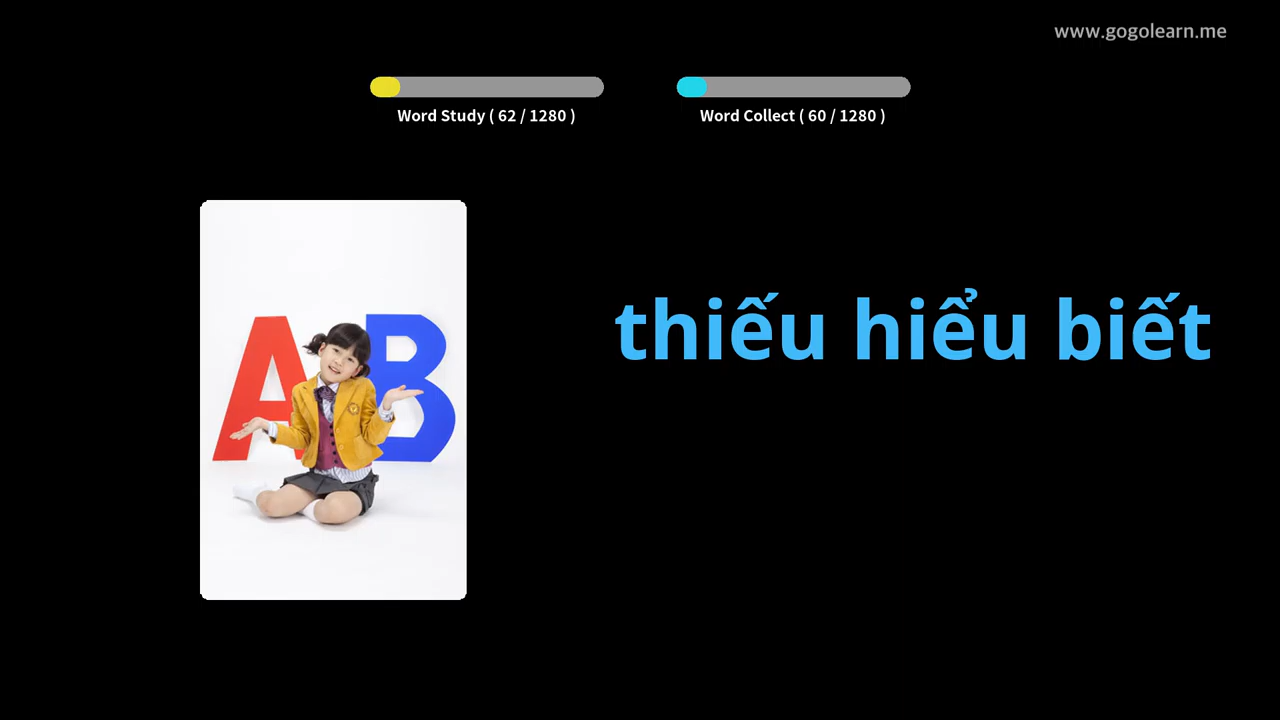 www.gogolearn.me
Word Study ( 62 / 1280 )
Word Collect ( 60 / 1280 )
A B
thiếu hiểu biết